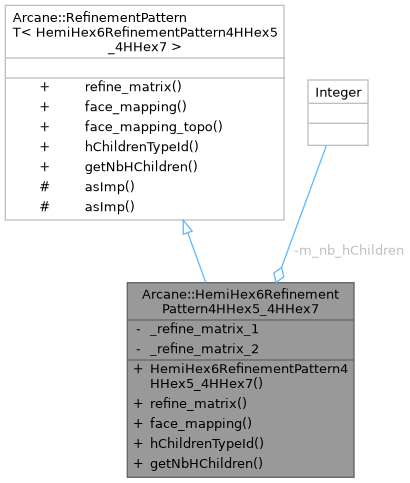 Arcane::RefinementPattern
T< HemiHex6RefinementPattern4HHex5
_4HHex7 >
+ refine_matrix()
+ face_mapping()
+ face_mapping_topo()
+ hChildrenTypeId()
+ getNbHChildren()
# asImp()
# asImp()
Integer
-m_nb_hChildren
Arcane::HemiHex6Refinement
Pattern4HHex5_4HHex7
- _refine_matrix_1
- _refine_matrix_2
+ HemiHex6RefinementPattern4
HHex5_4HHex7()
+ refine_matrix()
+ face_mapping()
+ hChildrenTypeId()
+ getNbHChildren()